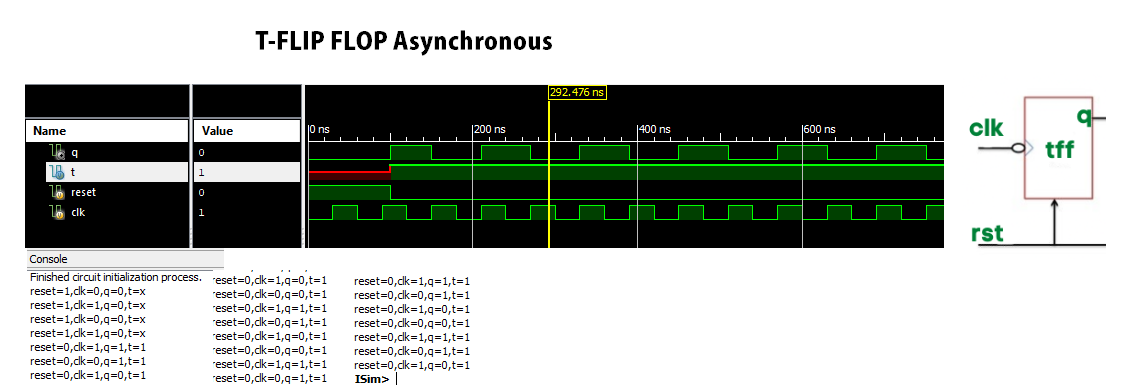 T-FLIP FLOP Asynchronous
292.476 ns
Name
Value
0 ns
200 ns
400 ns
600 ns
q
0
t
1
reset
0
clk
1
clk
q
tff
rst
Console
Finished circuit initialization process.
reset=1,clk=0,q=0,t=x
reset=1,clk=1,q=0,t=x
reset=1,clk=0,q=0,t=x
reset=1,clk=1,q=0,t=x
reset=0,clk=1,q=1,t=1
reset=0,clk=0,q=1,t=1
reset=0,clk=1,q=0,t=1
reset=0,clk=1,q=0,t=1
reset=0,clk=0,q=0,t=1
reset=0,clk=1,q=1,t=1
reset=0,clk=0,q=1,t=1
reset=0,clk=1,q=0,t=1
reset=0,clk=0,q=0,t=1
reset=0,clk=1,q=1,t=1
reset=0,clk=0,q=1,t=1
reset=0,clk=1,q=1,t=1
reset=0,clk=0,q=1,t=1
reset=0,clk=1,q=0,t=1
reset=0,clk=0,q=0,t=1
reset=0,clk=1,q=1,t=1
reset=0,clk=0,q=1,t=1
reset=0,clk=1,q=0,t=1
ISim>